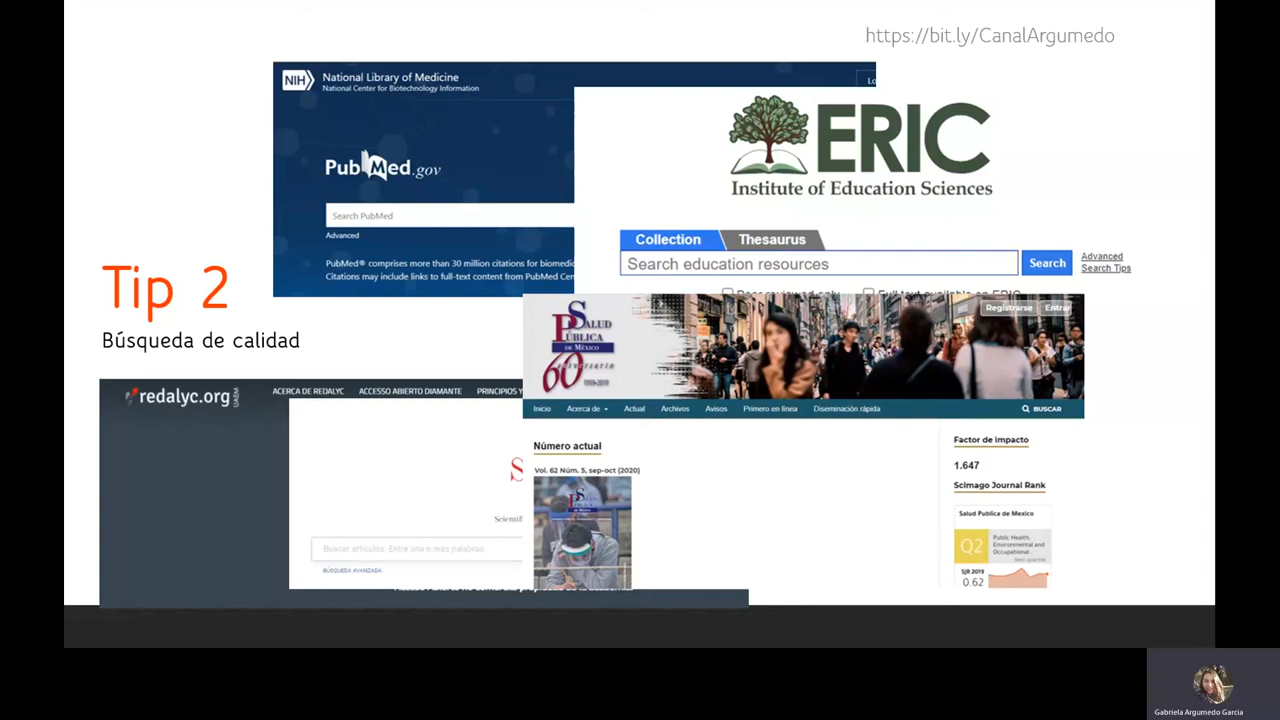 https://bit.ly/CanalArgumedo
NIH National Library of Medicine
National Center for Biotechnology Information
PubMed.gov
Search PubMed
Advanced
PubMed® comprises more than 30 million citations for
Citations may include links to full-text content from PubMed
ERIC
Institute of Education Sciences
Collection Thesaurus
Search education resources
Search
Advanced
Search Tips
Tip 2
Búsqueda de calidad
redalyc.org
UAEM
ACERCA DE REDALYC ACCESO ABIERTO DIAMANTE PRINCIPIOS Y
S
Buscar artículos: Entre una o más palabras
BÚSQUEDA AVANZADA
SALUD
PÚBLICA
DE MÉXICO
60
aniversario
Registrarse Entrar
Inicio Acerca de Actual Archivos Avisos Primero en línea Diseminación rápida BUSCAR
Número actual
Vol. 62 Núm. 5, sep-oct (2020)
Factor de impacto
1.647
Scimago Journal Rank
Salud Publica de Mexico
Q2
Public Health,
Environmental and
Occupational...
best quartile
SJR 2019
0.62
Gabriela Argumedo Garcia